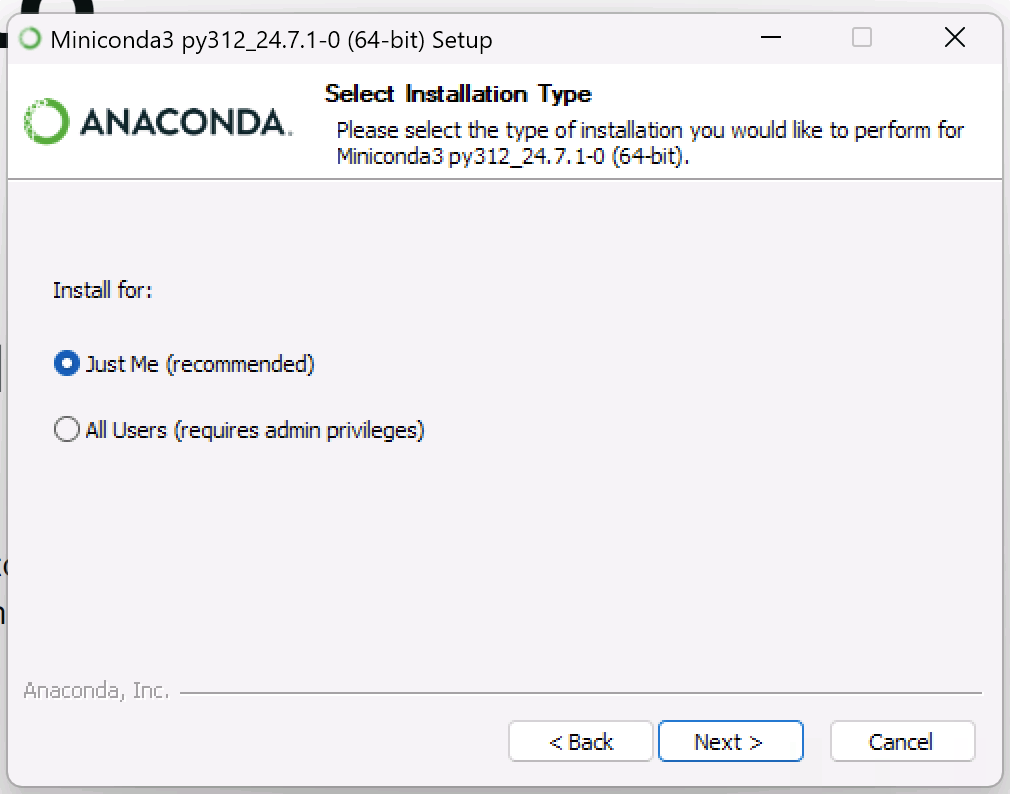 Miniconda3 py312_24.7.1-0 (64-bit) Setup
ANACONDA.
Select Installation Type
Please select the type of installation you would like to perform for
Miniconda3 py312_24.7.1-0 (64-bit).
Install for:
Just Me (recommended)
All Users (requires admin privileges)
Anaconda, Inc.
< Back
Next >
Cancel